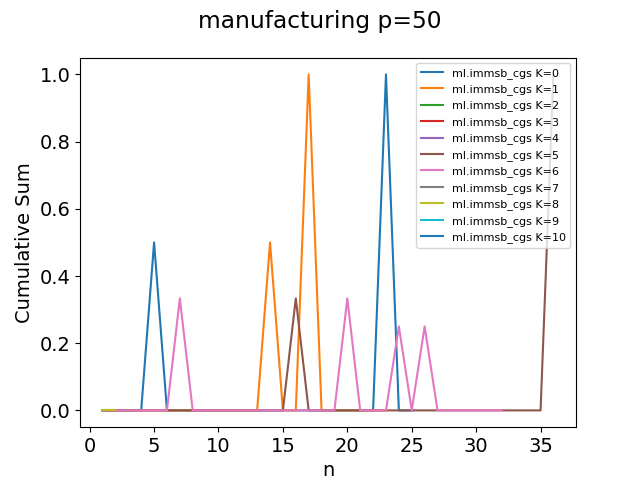 manufacturing p=50
1.0
0.8
0.6
0.4
0.2
0.0
Cumulative Sum
0 5 10 15 20 25 30 35
n
ml.immsb_cgs K=0
ml.immsb_cgs K=1
ml.immsb_cgs K=2
ml.immsb_cgs K=3
ml.immsb_cgs K=4
ml.immsb_cgs K=5
ml.immsb_cgs K=6
ml.immsb_cgs K=7
ml.immsb_cgs K=8
ml.immsb_cgs K=9
ml.immsb_cgs K=10